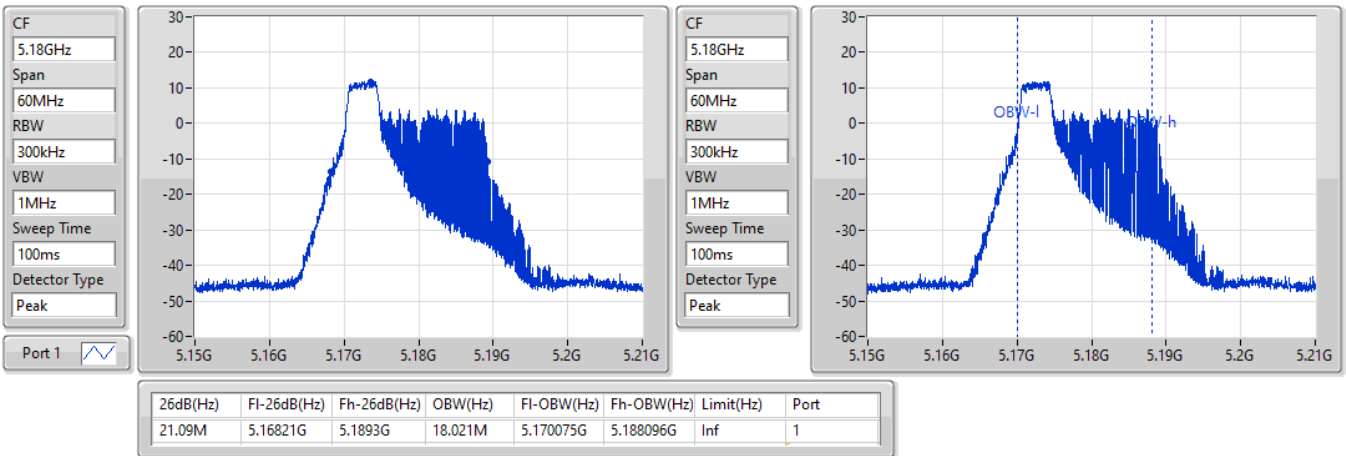 CF
5.18GHz
Span
60MHz
RBW
300kHz
VBW
1MHz
Sweep Time
100ms
Detector Type
Peak
Port 1
30
20
10
0
-10
-20
-30
-40
-50
-60
5.15G 5.16G 5.17G 5.18G 5.19G 5.2G 5.21G
CF
5.18GHz
Span
60MHz
RBW
300kHz
VBW
1MHz
Sweep Time
100ms
Detector Type
Peak
30
20
10
0
-10
-20
-30
-40
-50
-60
OBW-l
OBW-h
5.15G 5.16G 5.17G 5.18G 5.19G 5.2G 5.21G
26dB(Hz) Fl-26dB(Hz) Fh-26dB(Hz) OBW(Hz) Fl-OBW(Hz) Fh-OBW(Hz) Limit(Hz) Port
21.09M 5.16821G 5.1893G 18.021M 5.170075G 5.188096G Inf 1